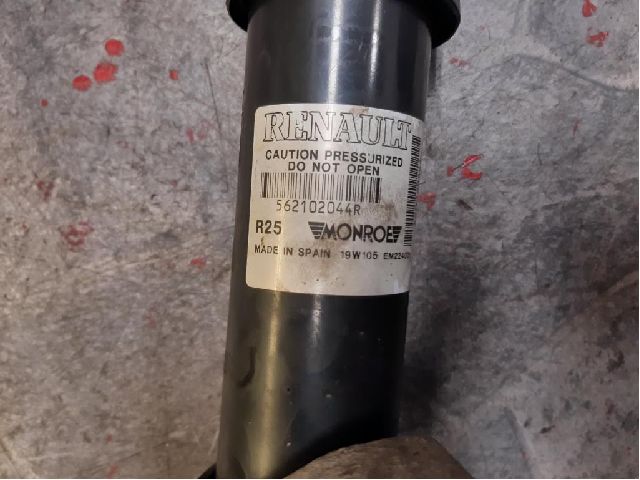 RENAULT
CAUTION PRESSURIZED
DO NOT OPEN
562102044R
R25 MONROE
MADE IN SPAIN 19W105